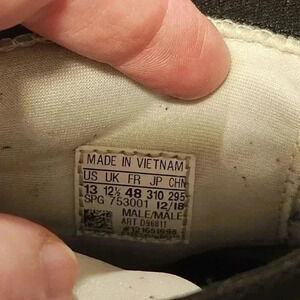 MADE IN VIETNAM
US UK FR JP CHN
13 12½ 48 310 295
SPG 753001 12/18
MALE/MÂLE
ART D96811